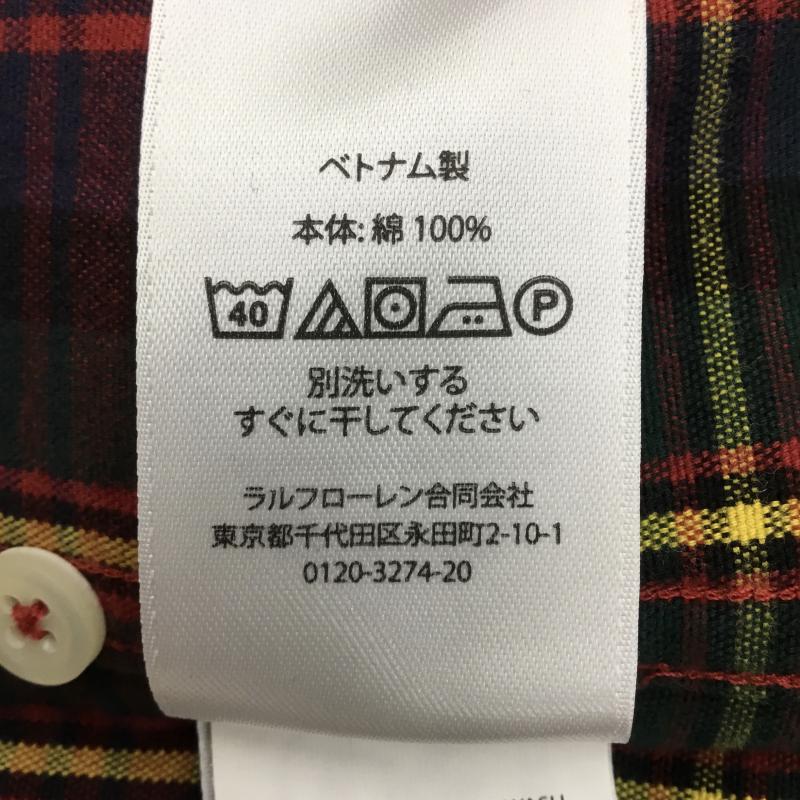 ベトナム製
本体: 綿 100%
40 P
別洗いする
すぐに干してください
ラルフローレン合同会社
東京都千代田区永田町2-10-1
0120-3274-20